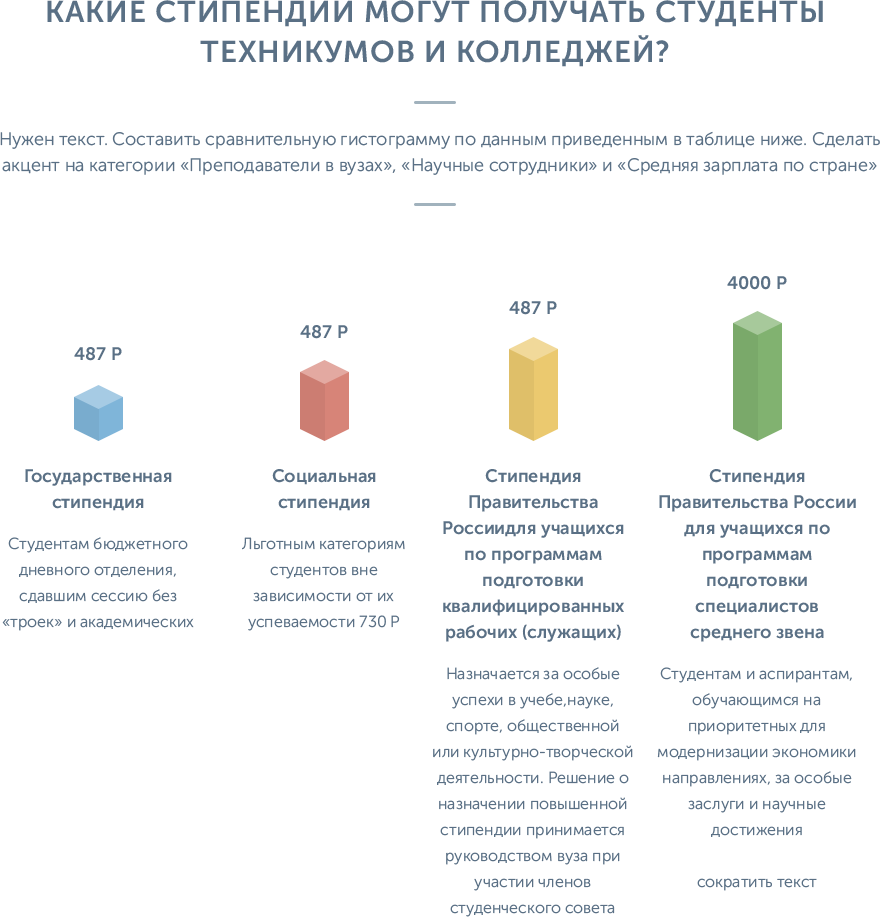 КАКИЕ СТИПЕНДИИ МОГУТ ПОЛУЧАТЬ СТУДЕНТЫ
ТЕХНИКУМОВ И КОЛЛЕДЖЕЙ?
Нужен текст. Составить сравнительную гистограмму по данным приведенным в таблице ниже. Сделать
акцент на категории «Преподаватели в вузах», «Научные сотрудники» и «Средняя зарплата по стране»
487 Р
Государственная
стипендия
Студентам бюджетного
дневного отделения,
сдавшим сессию без
«троек» и академических
487 Р
Социальная
стипендия
Льготным категориям
студентов вне
зависимости от их
успеваемости 730 Р
487 Р
Стипендия
Правительства
Россиидля учащихся
по программам
подготовки
квалифицированных
рабочих (служащих)
Назначается за особые
успехи в учебе,науке,
спорте, общественной
или культурно-творческой
деятельности. Решение о
назначении повышенной
стипендии принимается
руководством вуза при
участии членов
студенческого совета
4000 Р
Стипендия
Правительства России
для учащихся по
программам
подготовки
специалистов
среднего звена
Студентам и аспирантам,
обучающимся на
приоритетных для
модернизации экономики
направлениях, за особые
заслуги и научные
достижения
сократить текст